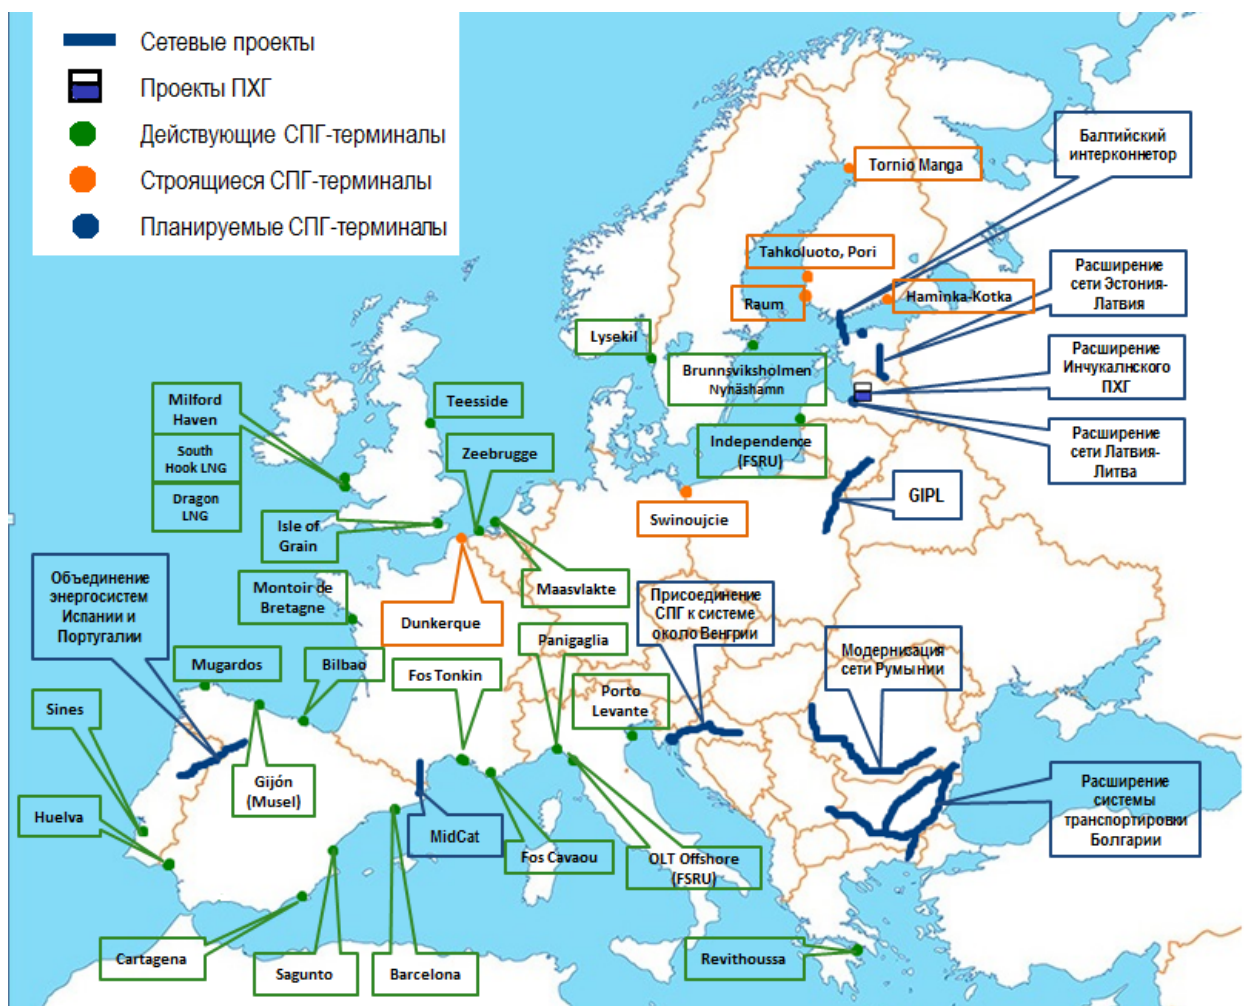 Сетевые проекты
Проекты ПХГ
Действующие СПГ-терминалы
Строящиеся СПГ-терминалы
Планируемые СПГ-терминалы
Балтийский
интерконнетор
Tornio Manga
Tahkoluoto, Pori
Raum
Haminka-Kotka
Расширение
сети Эстония-
Латвия
Lysekil
Brunnsviksholmen
Nynäshamn
Расширение
Инчукалнского
ПХГ
Milford
Haven
Teesside
South
Hook LNG
Zeebrugge
Independence
(FSRU)
Расширение
сети Латвия-
Литва
Dragon
LNG
Isle of
Grain
Swinoujcie
GIPL
Объединение
энергосистем
Испании и
Португалии
Montoir de
Bretagne
Dunkerque
Maasvlakte
Присоединение
СПГ к системе
около Венгрии
Panigaglia
Модернизация
сети Румынии
Mugardos
Bilbao
Fos Tonkin
Porto
Levante
Sines
Gijón
(Musel)
Huelva
MidCat
Fos Cavaou
OLT Offshore
(FSRU)
Расширение
системы
транспортировки
Болгарии
Cartagena
Sagunto
Barcelona
Revithoussa